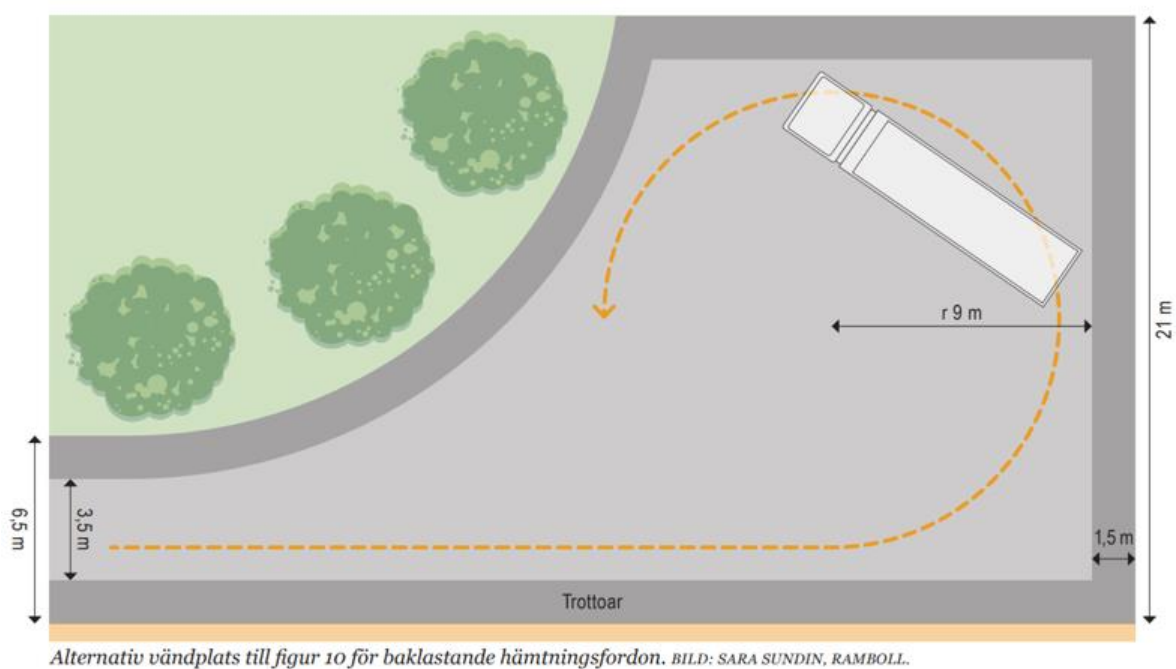 r 9 m
21 m
6,5 m
3,5 m
1,5 m
Trottoar
Alternativ vändplats till figur 10 för baklastande hämtningsfordon. BILD: SARA SUNDIN, RAMBOLL.